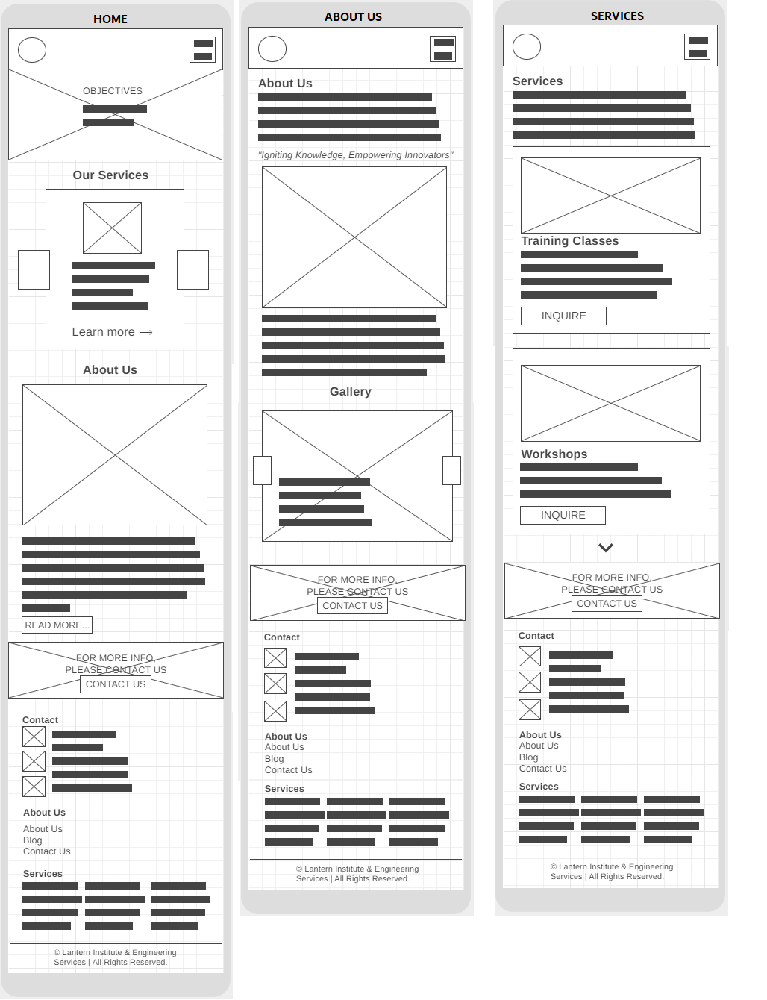 HOME
OBJECTIVES
Our Services
Learn more →
About Us
READ MORE...
FOR MORE INFO,
PLEASE CONTACT US
CONTACT US
Contact
About Us
About Us
Blog
Contact Us
Services
© Lantern Institute & Engineering
Services | All Rights Reserved.
ABOUT US
About Us
"Igniting Knowledge, Empowering Innovators"
Gallery
FOR MORE INFO,
PLEASE CONTACT US
CONTACT US
Contact
About Us
About Us
Blog
Contact Us
Services
© Lantern Institute & Engineering
Services | All Rights Reserved.
SERVICES
Services
Training Classes
INQUIRE
Workshops
INQUIRE
FOR MORE INFO,
PLEASE CONTACT US
CONTACT US
Contact
About Us
About Us
Blog
Contact Us
Services
© Lantern Institute & Engineering
Services | All Rights Reserved.